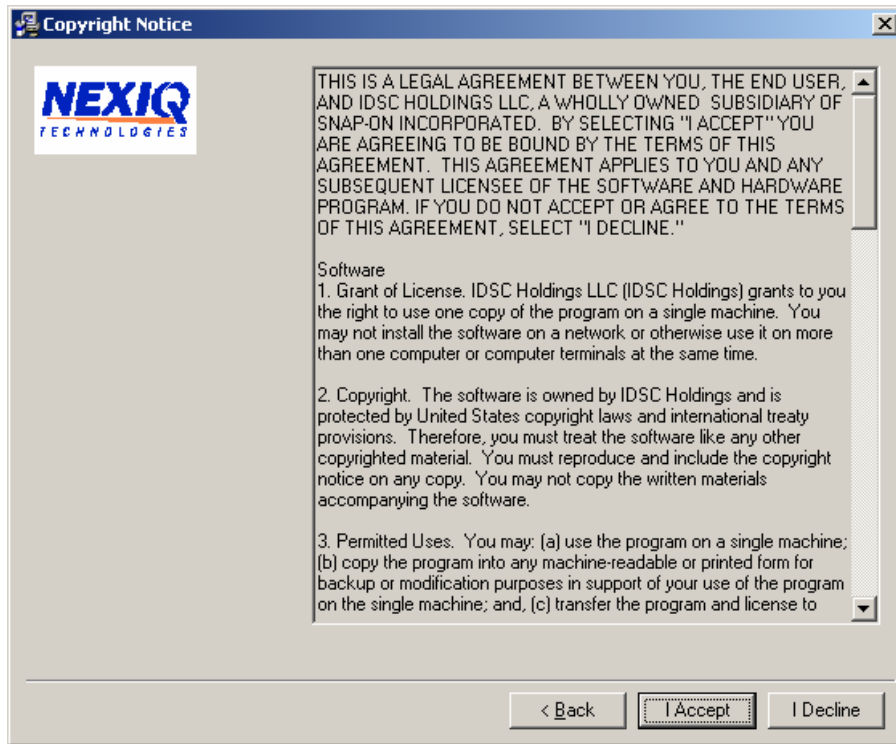 Copyright Notice
NEXIQ
TECHNOLOGIES
THIS IS A LEGAL AGREEMENT BETWEEN YOU, THE END USER,
AND IDSC HOLDINGS LLC, A WHOLLY OWNED  SUBSIDIARY OF
SNAP-ON INCORPORATED.  BY SELECTING "I ACCEPT" YOU
ARE AGREEING TO BE BOUND BY THE TERMS OF THIS
AGREEMENT.  THIS AGREEMENT APPLIES TO YOU AND ANY
SUBSEQUENT LICENSEE OF THE SOFTWARE AND HARDWARE
PROGRAM. IF YOU DO NOT ACCEPT OR AGREE TO THE TERMS
OF THIS AGREEMENT, SELECT "I DECLINE."
Software
1. Grant of License. IDSC Holdings LLC (IDSC Holdings) grants to you
the right to use one copy of the program on a single machine.  You
may not install the software on a network or otherwise use it on more
than one computer or computer terminals at the same time.
2. Copyright.  The software is owned by IDSC Holdings and is
protected by United States copyright laws and international treaty
provisions.  Therefore, you must treat the software like any other
copyrighted material.  You must reproduce and include the copyright
notice on any copy.  You may not copy the written materials
accompanying the software.
3. Permitted Uses.  You may: (a) use the program on a single machine;
(b) copy the program into any machine-readable or printed form for
backup or modification purposes in support of your use of the program
on the single machine; and, (c) transfer the program and license to
< Back
I Accept
I Decline